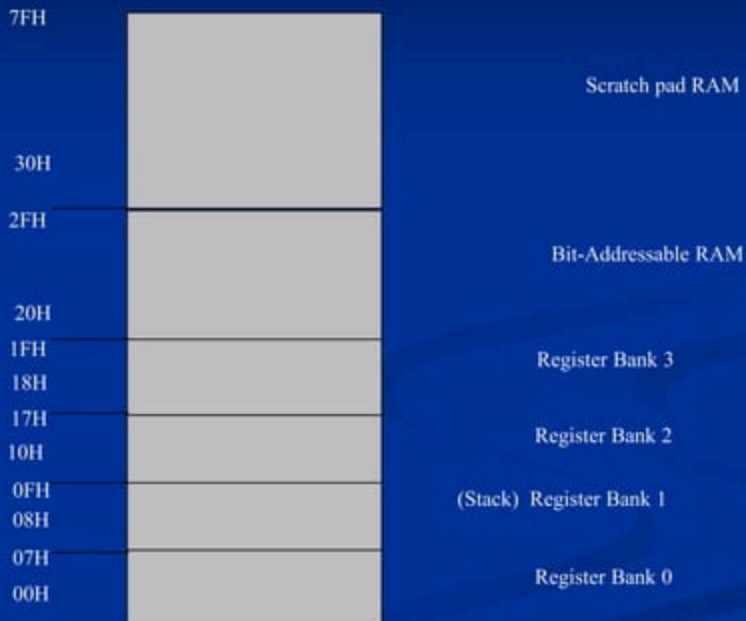 7FH
Scratch pad RAM
30H
2FH
Bit-Addressable RAM
20H
1FH
Register Bank 3
18H
17H
Register Bank 2
10H
0FH
(Stack) Register Bank 1
08H
07H
Register Bank 0
00H